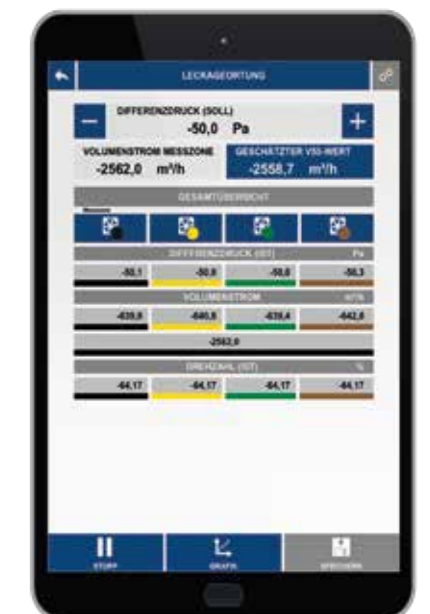 LECKAGEORTUNG
DIFFERENZDRUCK (SOLL)
-50,0 Pa
VOLUMENSTROM MESSZONE
-2562,0 m³/h
GESCHÄTZTER V50-WERT
-2558,7 m³/h
GESAMTÜBERSICHT
DIFFERENZDRUCK (IST) Pa
-50,1 -50,0 -50,0 -50,3
VOLUMENSTROM m³/h
-639,8 -640,8 -639,4 -642,0
-2562,0
DREHZAHL (IST) %
-64,17 -64,17 -64,17 -64,17
STOPP GRAFIK SPEICHERN